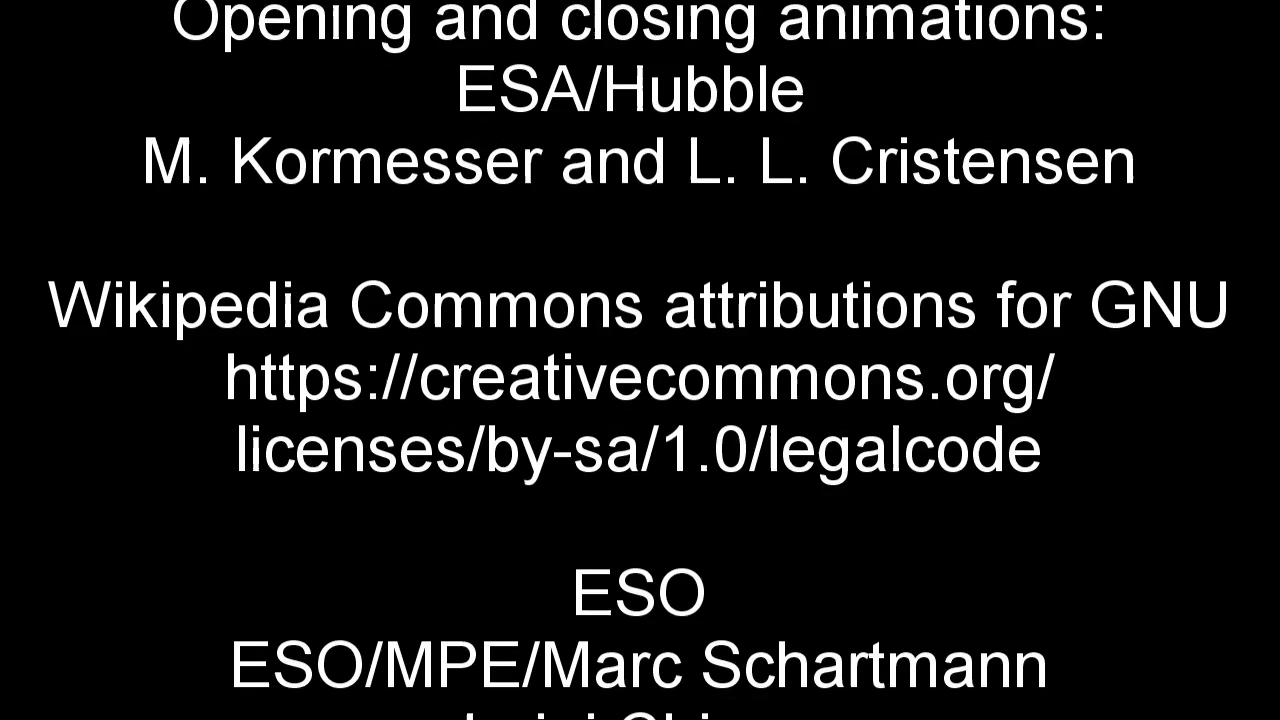 Opening and closing animations:
ESA/Hubble
M. Kormesser and L. L. Cristensen
Wikipedia Commons attributions for GNU
https://creativecommons.org/
licenses/by-sa/1.0/legalcode
ESO
ESO/MPE/Marc Schartmann